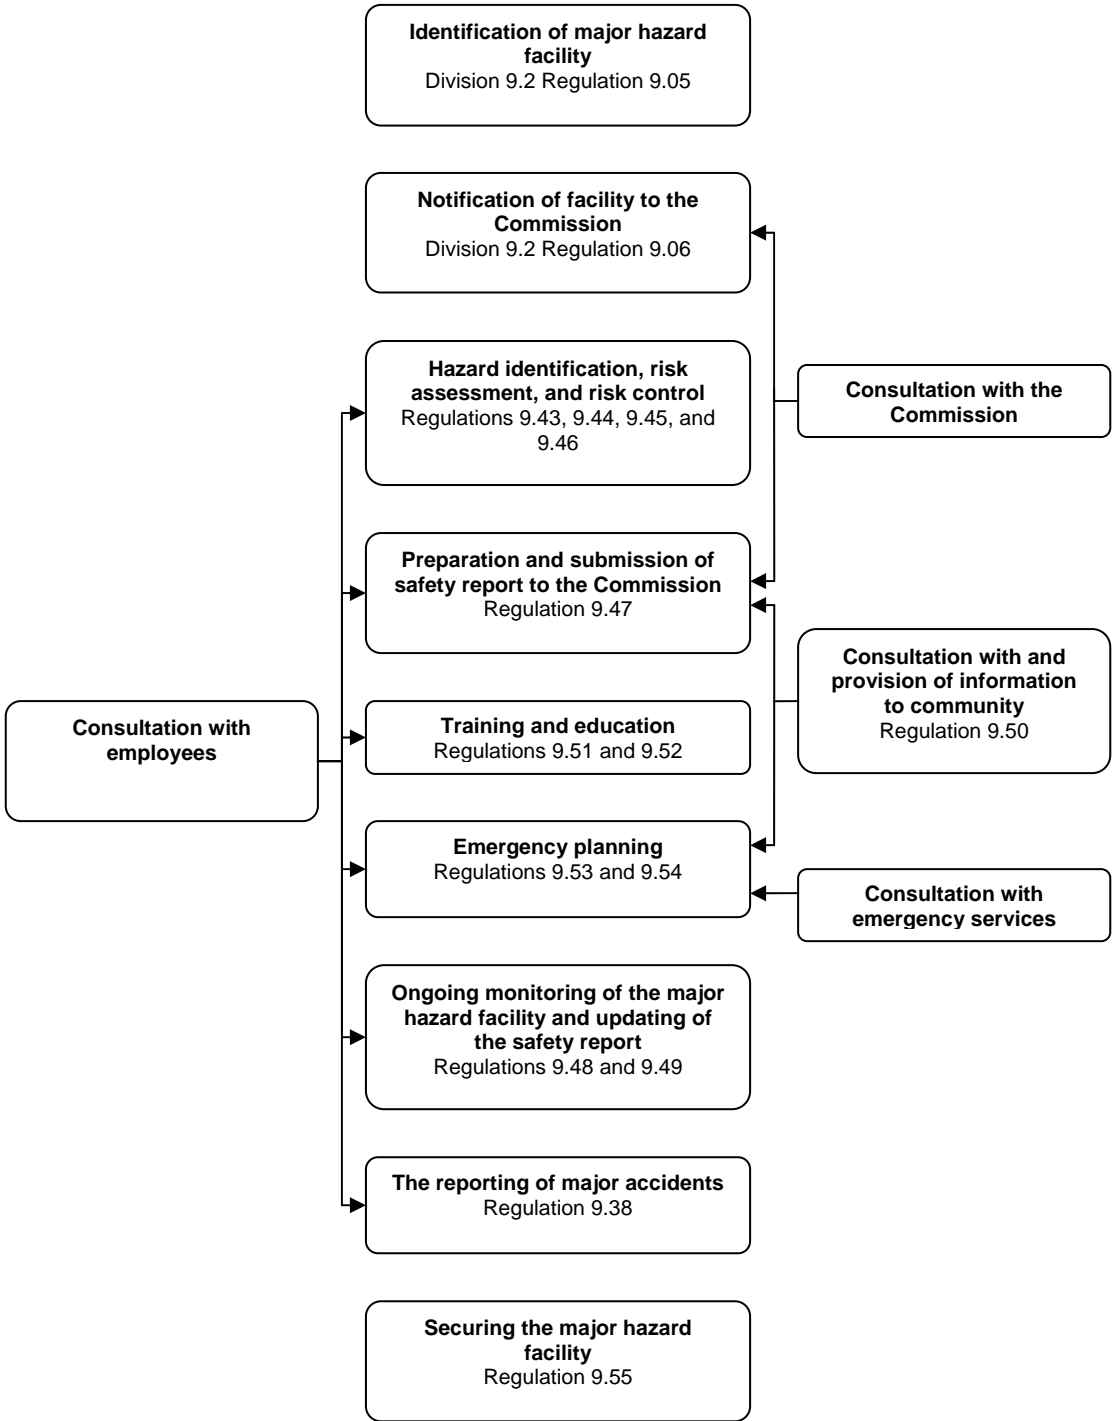 Identification of major hazard
facility
Division 9.2 Regulation 9.05
Notification of facility to the
Commission
Division 9.2 Regulation 9.06
Hazard identification, risk
assessment, and risk control
Regulations 9.43, 9.44, 9.45, and
9.46
Consultation with the
Commission
Preparation and submission of
safety report to the Commission
Regulation 9.47
Consultation with and
provision of information
to community
Regulation 9.50
Consultation with
employees
Training and education
Regulations 9.51 and 9.52
Emergency planning
Regulations 9.53 and 9.54
Consultation with
emergency services
Ongoing monitoring of the major
hazard facility and updating of
the safety report
Regulations 9.48 and 9.49
The reporting of major accidents
Regulation 9.38
Securing the major hazard
facility
Regulation 9.55